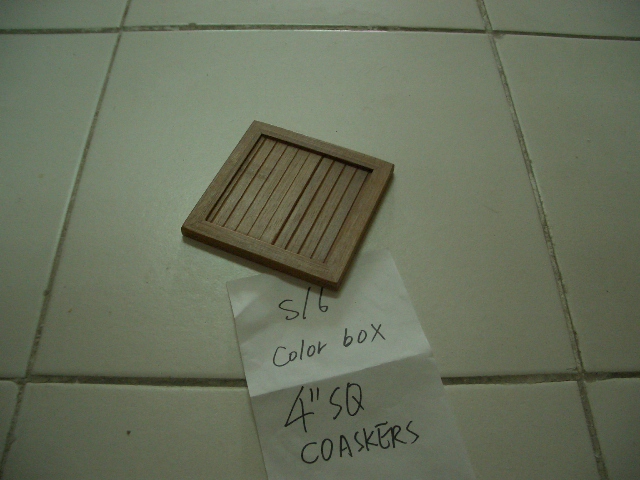 S/6
Color box
4" SQ
COASKERS